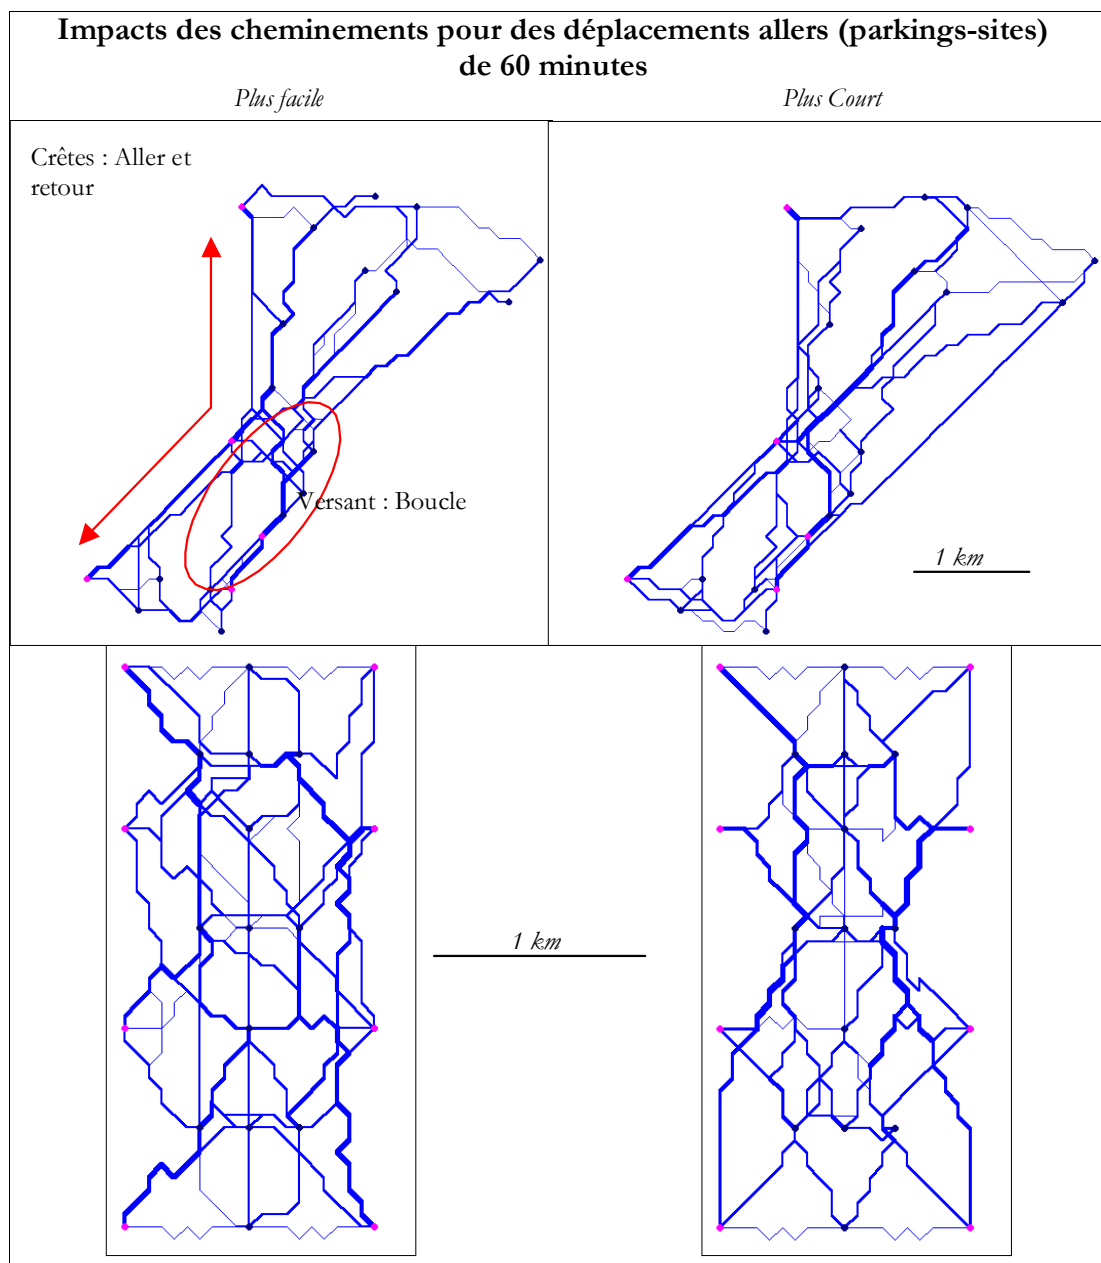 Impacts des cheminements pour des déplacements allers (parkings-sites)
de 60 minutes
Plus facile
Plus Court
Crêtes : Aller et
retour
Versant : Boucle
1 km
1 km